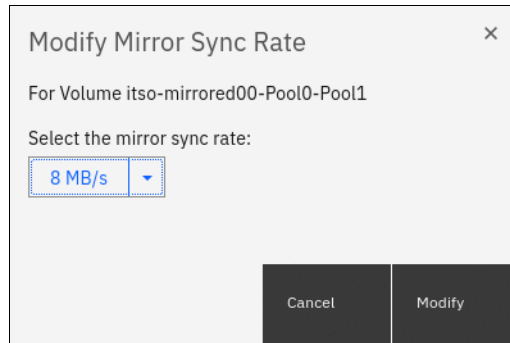 Modify Mirror Sync Rate
For Volume itso-mirrored00-Pool0-Pool1
Select the mirror sync rate:
8 MB/s
Cancel
Modify